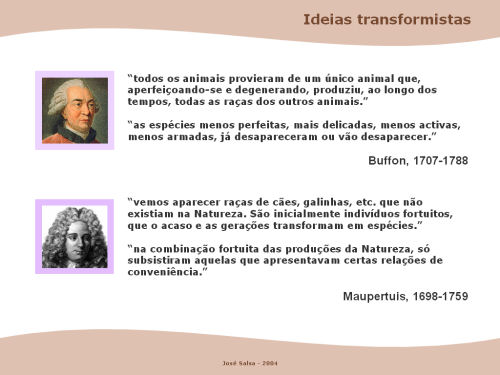 Ideias transformistas
“todos os animais provieram de um único animal que,
aperfeiçoando-se e degenerando, produziu, ao longo dos
tempos, todas as raças dos outros animais.”
“as espécies menos perfeitas, mais delicadas, menos activas,
menos armadas, já desapareceram ou vão desaparecer.”
Buffon, 1707-1788
“vemos aparecer raças de cães, galinhas, etc. que não
existiam na Natureza. São inicialmente indivíduos fortuitos,
que o acaso e as gerações transformam em espécies.”
“na combinação fortuita das produções da Natureza, só
subsistiram aquelas que apresentavam certas relações de
conveniência.”
Maupertuis, 1698-1759
José Salsa - 2004